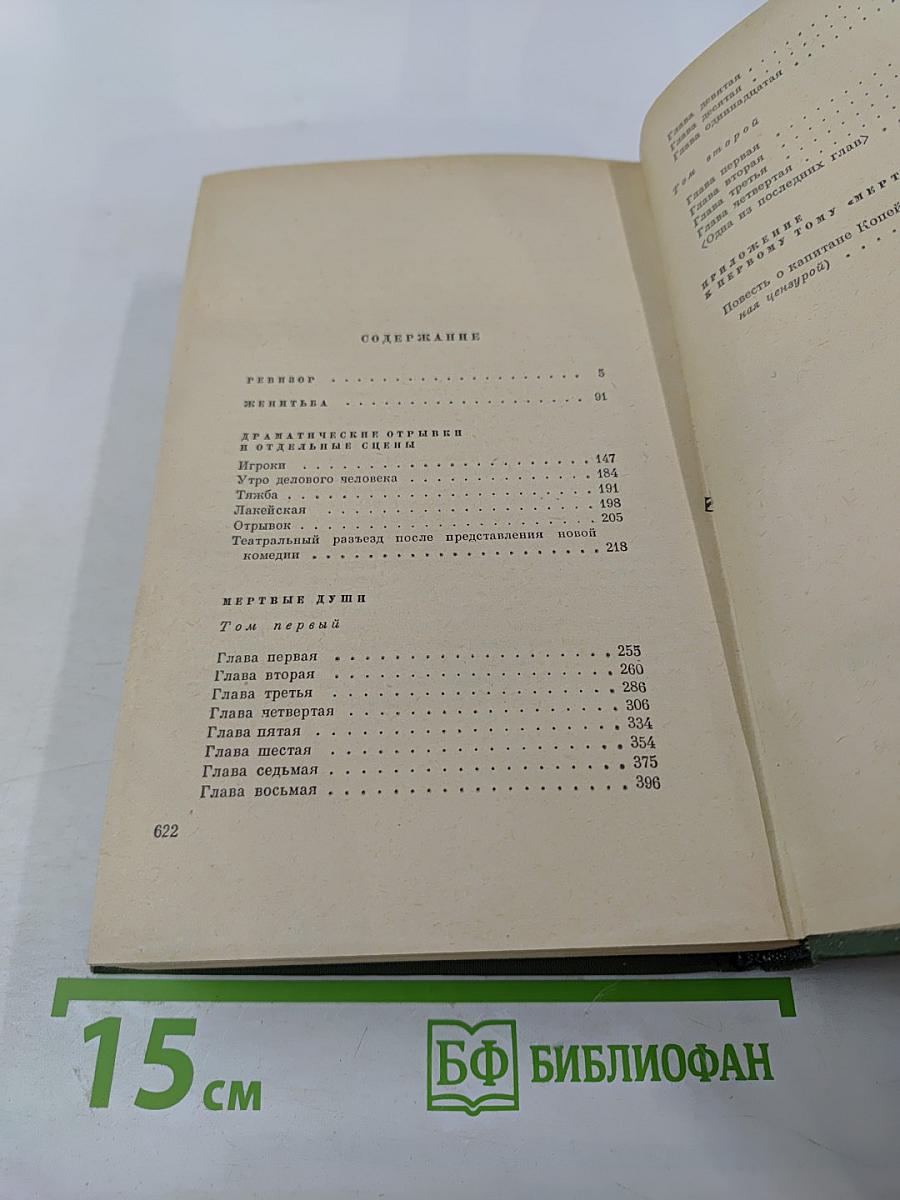 СОДЕРЖАНИЕ
РЕВИЗОР . . . . . . . . . . . . . . . . . . . . . 5
ЖЕНИТЬБА . . . . . . . . . . . . . . . . . . . . 91
ДРАМАТИЧЕСКИЕ ОТРЫВКИ
И ОТДЕЛЬНЫЕ СЦЕНЫ
Игроки . . . . . . . . . . . . . . . . . . . . 147
Утро делового человека . . . . . . . . . . . . . 184
Тяжба . . . . . . . . . . . . . . . . . . . . . 191
Лакейская . . . . . . . . . . . . . . . . . . . 198
Отрывок . . . . . . . . . . . . . . . . . . . . 205
Театральный разъезд после представления новой
комедии . . . . . . . . . . . . . . . . . . . . 218
МЕРТВЫЕ ДУШИ
Том первый
Глава первая . . . . . . . . . . . . . . . . . 255
Глава вторая . . . . . . . . . . . . . . . . . 260
Глава третья . . . . . . . . . . . . . . . . . 286
Глава четвертая . . . . . . . . . . . . . . . . 306
Глава пятая . . . . . . . . . . . . . . . . . . 334
Глава шестая . . . . . . . . . . . . . . . . . 354
Глава седьмая . . . . . . . . . . . . . . . . . 375
Глава восьмая . . . . . . . . . . . . . . . . . 396
622
Глава девятая . . . . . .
Глава десятая . . . . . .
Глава одиннадцатая . . . . .
Том второй
Глава первая . . . . . .
Глава вторая . . . . . .
Глава третья . . . . . .
Глава четвертая . . . . .
<Одна из последних глав> . .
ПРИЛОЖЕНИЕ
К ПЕРВОМУ ТОМУ «МЕРТ
Повесть о капитане Копей
ная цензурой) . . . .
15 см
БФ БИБЛИОФАН